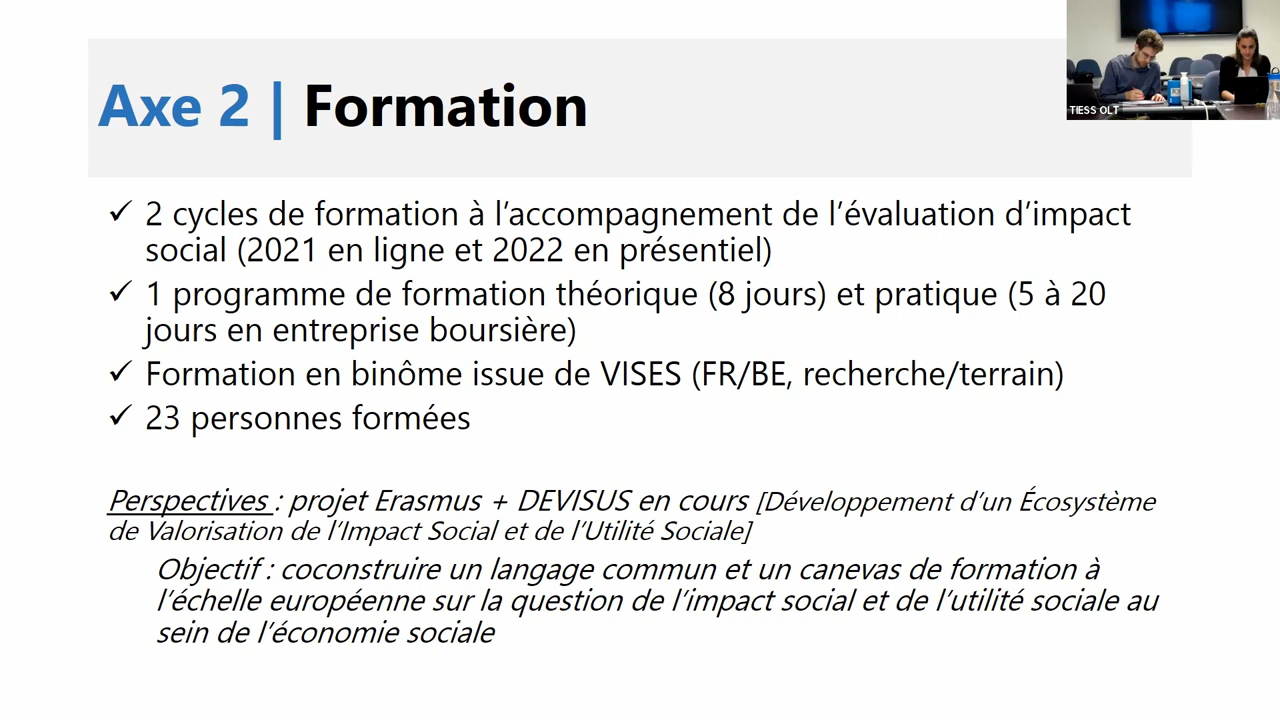 Axe 2 | Formation
TIESS OLT
✓ 2 cycles de formation à l’accompagnement de l’évaluation d’impact
social (2021 en ligne et 2022 en présentiel)
✓ 1 programme de formation théorique (8 jours) et pratique (5 à 20
jours en entreprise boursière)
✓ Formation en binôme issue de VISES (FR/BE, recherche/terrain)
✓ 23 personnes formées
Perspectives : projet Erasmus + DEVISUS en cours [Développement d’un Écosystème
de Valorisation de l’Impact Social et de l’Utilité Sociale]
Objectif : coconstruire un langage commun et un canevas de formation à
l’échelle européenne sur la question de l’impact social et de l’utilité sociale au
sein de l’économie sociale